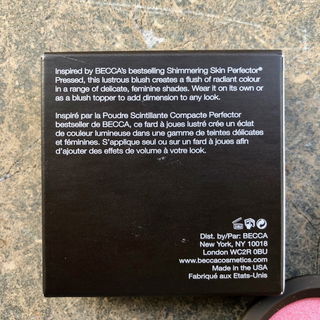 Inspired by BECCA's bestselling Shimmering Skin Perfector®
Pressed, this lustrous blush creates a flush of radiant colour
in a range of delicate, feminine shades. Wear it on its own or
as a blush topper to add dimension to any look.
Inspiré par la Poudre Scintillante Compacte Perfector
bestseller de BECCA, ce fard à joues lustré crée un éclat
de couleur lumineuse dans une gamme de teintes délicates
et féminines. S'applique seul ou sur un fard à joues afin
d'ajouter des effets de volume à votre look.
Dist. by/Par: BECCA
New York, NY, 10018
London WC2R 0BU
www.beccacosmetics.com
Made in the USA
Fabriqué aux Etats-Unis